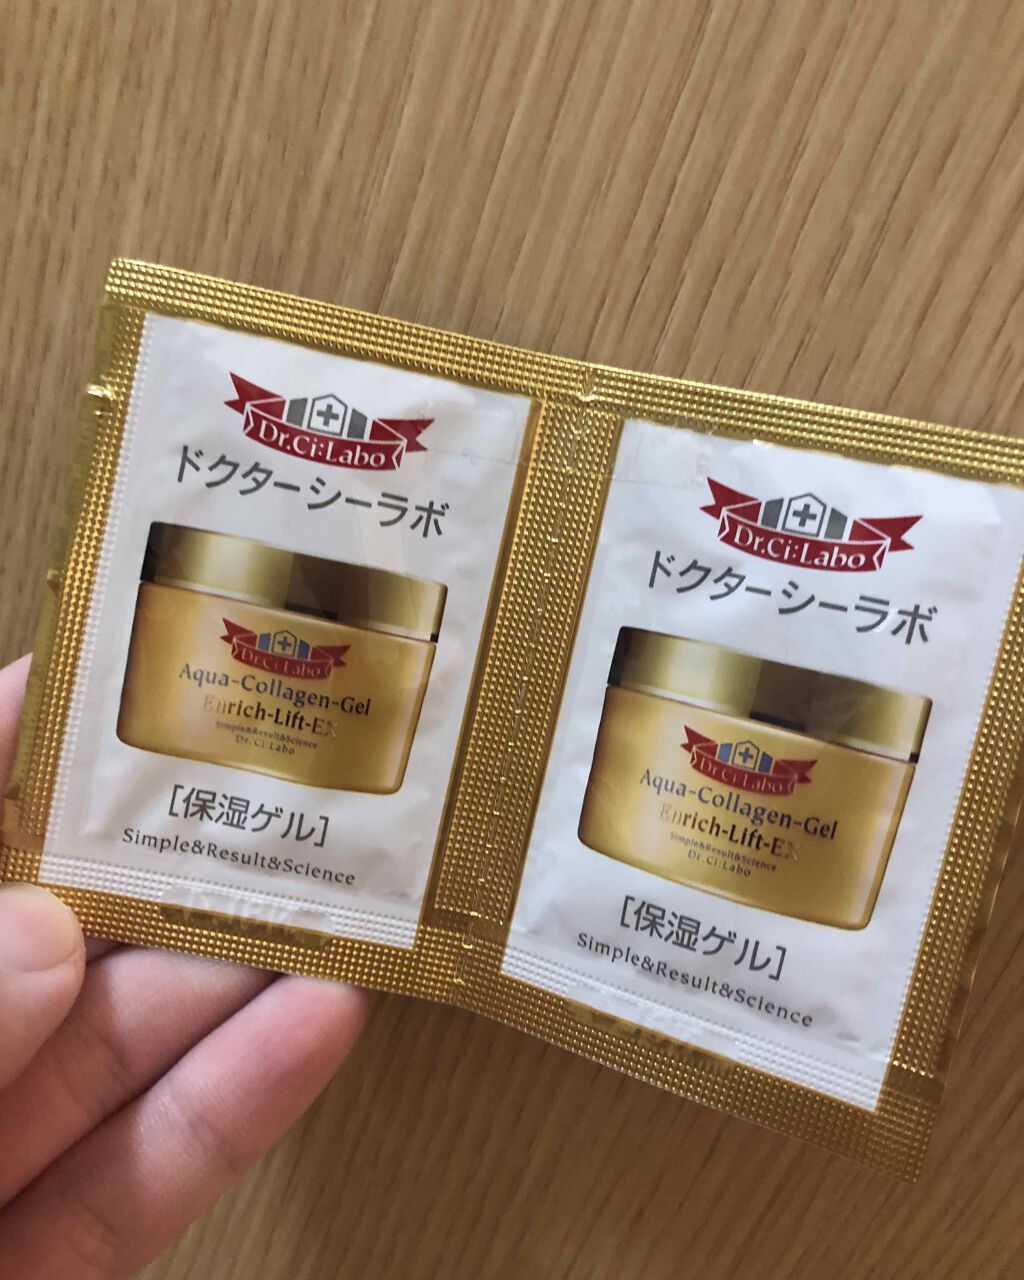 Dr.Ci:Labo
ドクターシーラボ
Dr.Ci:Labo
Aqua-Collagen-Gel
Enrich-Lift-EX
Simple&Result&Science
Dr.Ci:Labo
[保湿ゲル]
Simple&Result&Science
Dr.Ci:Labo
ドクターシーラボ
Dr.Ci:Labo
Aqua-Collagen-Gel
Enrich-Lift-EX
Simple&Result&Science
Dr.Ci:Labo
[保湿ゲル]
Simple&Result&Science